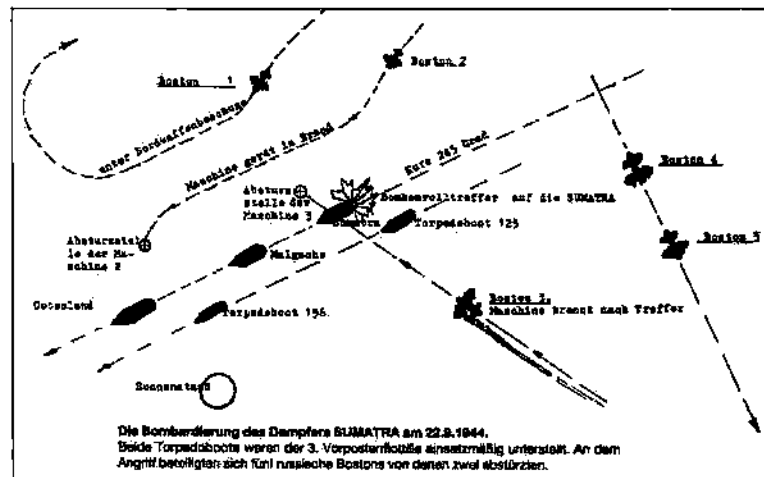 Boston 1
Boston 2
unter Bordwaffenbeschuss
Maschine gerät in Brand
Kurs 245 Grad
Boston 4
Absturz-
stelle der
Maschine 3
Bombenvolltreffer auf die SUMATRA
Sumatra
Torpedoboot 123
Boston 5
Absturzstel
le der Ma-
schine 2
Malgache
Gotenland
Torpedoboot 156
Boston 3.
Maschine brennt nach Treffer
Sonnenstand
Die Bombardierung des Dampfers SUMATRA am 22.9.1944.
Beide Torpedoboote waren der 3. Vorpostenflotille einsatzmäßig unterstellt. An dem
Angriff beteiligten sich fünf russische Bostons von denen zwei abstürzten.